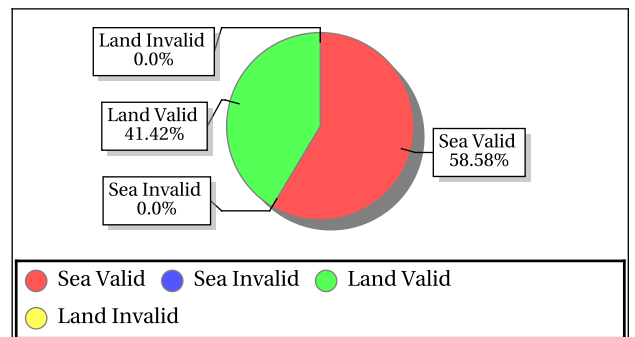 Land Invalid
0.0%
Land Valid
41.42%
Sea Valid
58.58%
Sea Invalid
0.0%
Sea Valid Sea Invalid Land Valid
Land Invalid